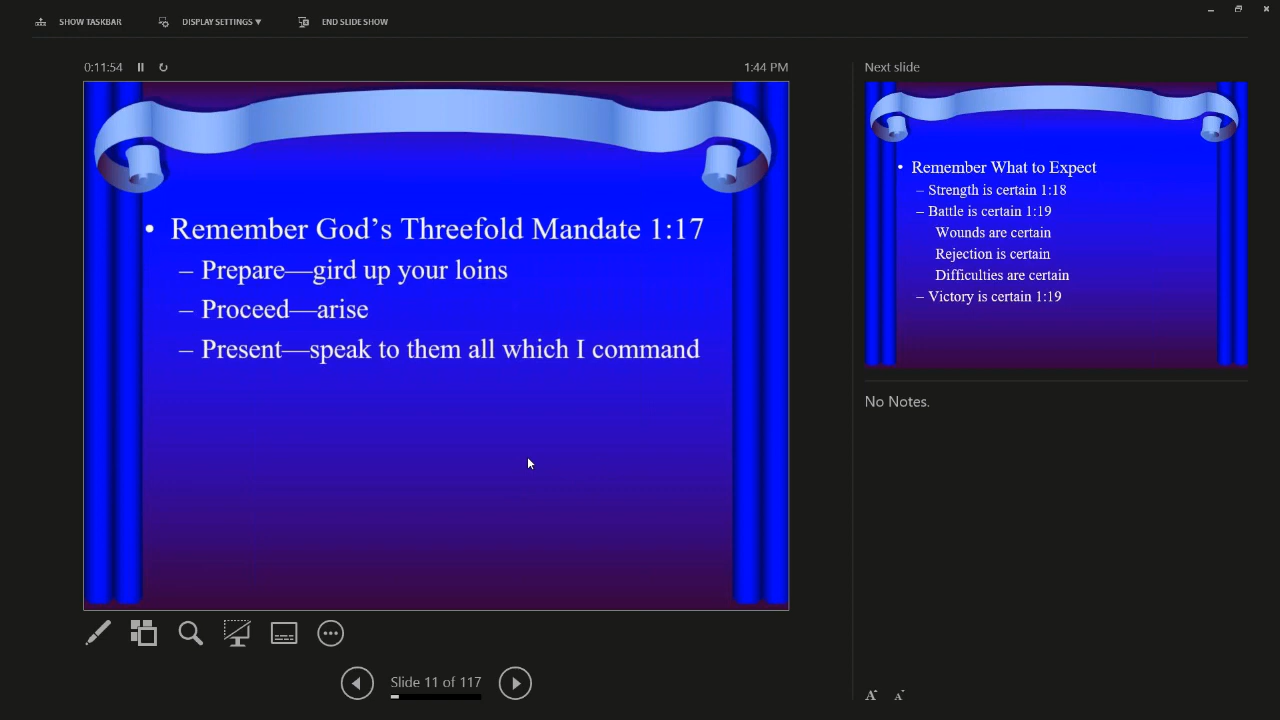 SHOW TASKBAR
DISPLAY SETTINGS ▼
END SLIDE SHOW
0:11:54
1:44 PM
• Remember God’s Threefold Mandate 1:17
– Prepare—gird up your loins
– Proceed—arise
– Present—speak to them all which I command
Slide 11 of 117
Next slide
• Remember What to Expect
– Strength is certain 1:18
– Battle is certain 1:19
Wounds are certain
Rejection is certain
Difficulties are certain
– Victory is certain 1:19
No Notes.
A A